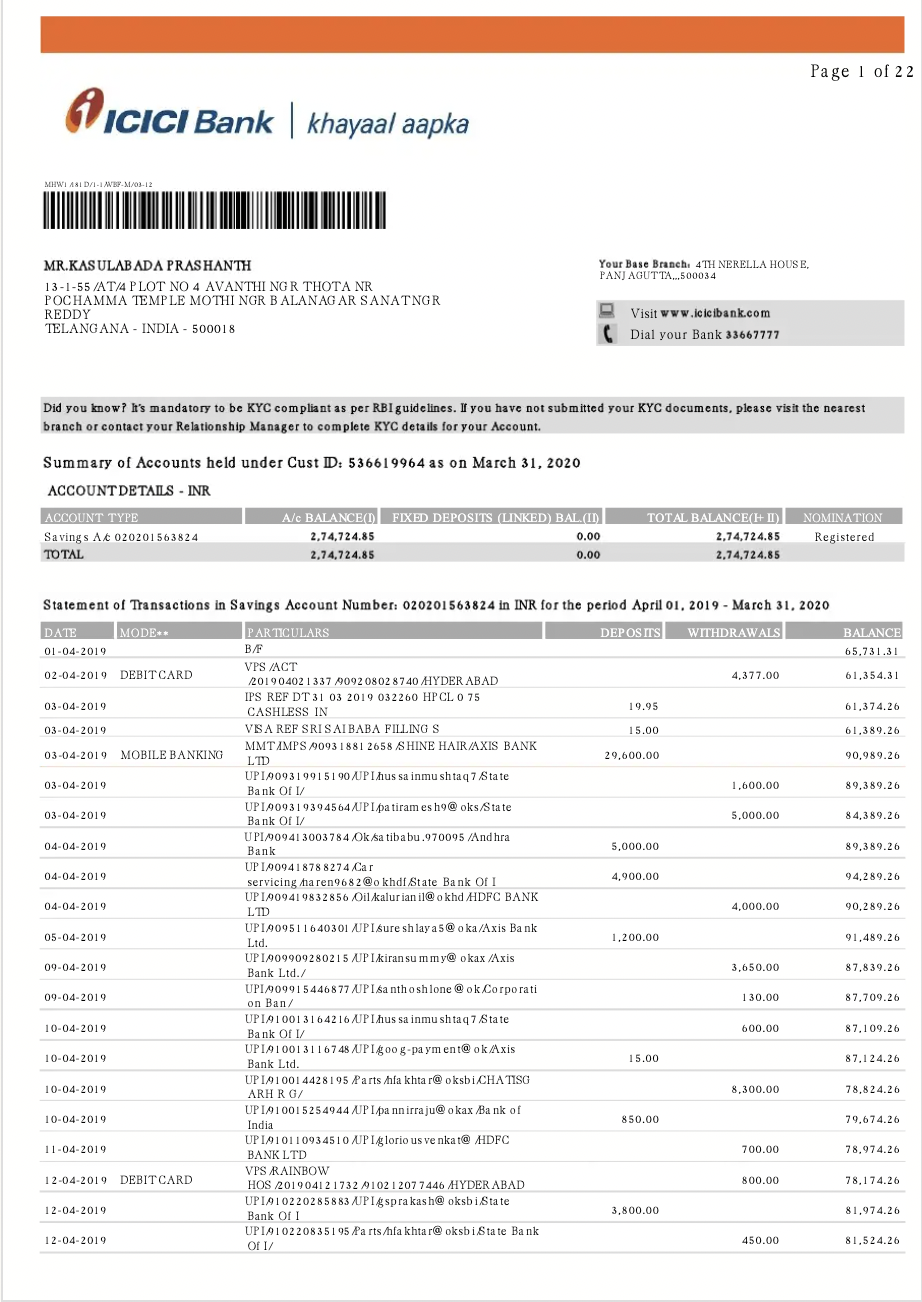 Page 1 of 22
ICICI Bank | khayaal aapka
MHW1/181D/1-1/WBF-M/03-12
MR.KASULABADA PRASHANTH
13-1-55/AT/4 PLOT NO 4 AVANTHI NGR THOTA NR
POCHAMMA TEMPLE MOTHI NGR BALANAGAR SANATNGR
REDDY
TELANGANA - INDIA - 500018
Your Base Branch: 4TH NERELLA HOUSE,
PANJAGUTTA,,,500034
Visit www.icicibank.com
Dial your Bank 33667777
Did you know? It's mandatory to be KYC compliant as per RBI guidelines. If you have not submitted your KYC documents, please visit the nearest
branch or contact your Relationship Manager to complete KYC details for your Account.
Summary of Accounts held under Cust ID: 536619964 as on March 31, 2020
ACCOUNT DETAILS - INR
ACCOUNT TYPE A/c BALANCE(I) FIXED DEPOSITS (LINKED) BAL.(II) TOTAL BALANCE(I+II) NOMINATION
Savings A/c 020201563824 2,74,724.85 0.00 2,74,724.85 Registered
TOTAL 2,74,724.85 0.00 2,74,724.85
Statement of Transactions in Savings Account Number: 020201563824 in INR for the period April 01, 2019 - March 31, 2020
DATE MODE** PARTICULARS DEPOSITS WITHDRAWALS BALANCE
01-04-2019 B/F 65,731.31
02-04-2019 DEBIT CARD VPS/ACT
/201904021337/909208028740/HYDERABAD 4,377.00 61,354.31
03-04-2019 IPS REF DT 31 03 2019 032260 HPCL 0 75
CASHLESS IN 19.95 61,374.26
03-04-2019 VISA REF SRI SAI BABA FILLING S 15.00 61,389.26
03-04-2019 MOBILE BANKING MMT/IMPS/909318812658/SHINE HAIR/AXIS BANK
LTD 29,600.00 90,989.26
03-04-2019 UPI/909319915190/UPI/hussainmushtaq7/State
Bank Of I/ 1,600.00 89,389.26
03-04-2019 UPI/909319394564/UPI/patiramesh9@oks/State
Bank Of I/ 5,000.00 84,389.26
04-04-2019 UPI/909413003784/Ok/satibabu.970095/Andhra
Bank 5,000.00 89,389.26
04-04-2019 UPI/909418788274/Car
servicing/naren9682@okhdf/State Bank Of I 4,900.00 94,289.26
04-04-2019 UPI/909419832856/Oil/kalurianil@okhd/HDFC BANK
LTD 4,000.00 90,289.26
05-04-2019 UPI/909511640301/UPI/sureshlaya5@oka/Axis Bank
Ltd. 1,200.00 91,489.26
09-04-2019 UPI/909909280215/UPI/kiransummy@okax/Axis
Bank Ltd./ 3,650.00 87,839.26
09-04-2019 UPI/909915446877/UPI/santhoshlone@ok/Corporati
on Ban/ 130.00 87,709.26
10-04-2019 UPI/910013164216/UPI/hussainmushtaq7/State
Bank Of I/ 600.00 87,109.26
10-04-2019 UPI/910013116748/UPI/goog-payment@ok/Axis
Bank Ltd. 15.00 87,124.26
10-04-2019 UPI/910014428195/Parts/hfakhtar@oksbi/CHATISG
ARH R G/ 8,300.00 78,824.26
10-04-2019 UPI/910015254944/UPI/pannirraju@okax/Bank of
India 850.00 79,674.26
11-04-2019 UPI/910110934510/UPI/gloriousvenkat@/HDFC
BANK LTD 700.00 78,974.26
12-04-2019 DEBIT CARD VPS/RAINBOW
HOS/201904121732/910212077446/HYDERABAD 800.00 78,174.26
12-04-2019 UPI/910220285883/UPI/gsprakash@oksbi/State
Bank Of I 3,800.00 81,974.26
12-04-2019 UPI/910220835195/Parts/hfakhtar@oksbi/State Bank
Of I/ 450.00 81,524.26